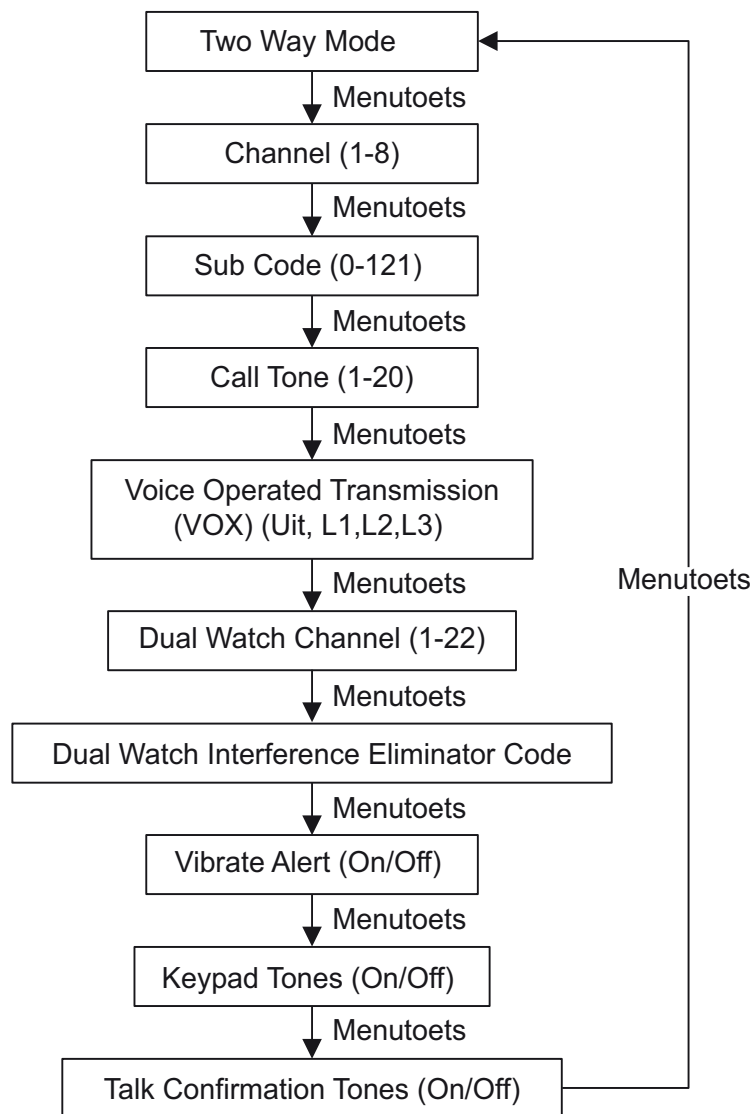 Two Way Mode
Menutoets
Channel (1-8)
Menutoets
Sub Code (0-121)
Menutoets
Call Tone (1-20)
Menutoets
Voice Operated Transmission
(VOX) (Uit, L1,L2,L3)
Menutoets
Menutoets
Dual Watch Channel (1-22)
Menutoets
Dual Watch Interference Eliminator Code
Menutoets
Vibrate Alert (On/Off)
Menutoets
Keypad Tones (On/Off)
Menutoets
Talk Confirmation Tones (On/Off)